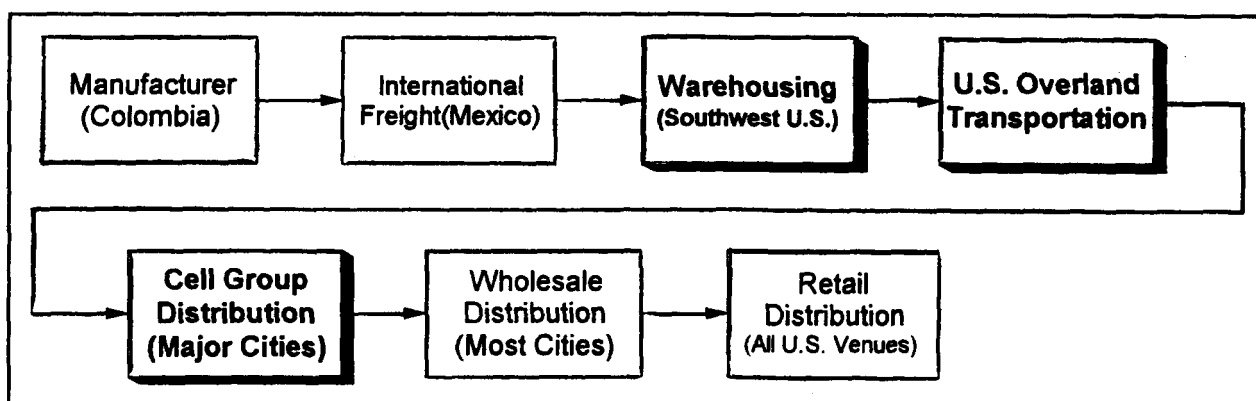 Manufacturer
(Colombia)
International
Freight(Mexico)
Warehousing
(Southwest U.S.)
U.S. Overland
Transportation
Cell Group
Distribution
(Major Cities)
Wholesale
Distribution
(Most Cities)
Retail
Distribution
(All U.S. Venues)